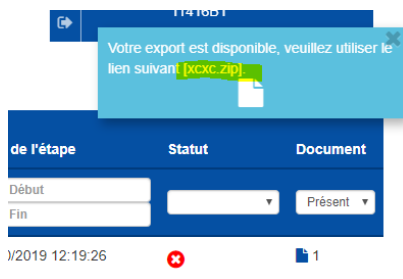 11416B1
Votre export est disponible, veuillez utiliser le
lien suivant [xcxc.zip].
de l'étape
Statut
Document
Début
Fin
Présent
0/2019 12:19:26
1